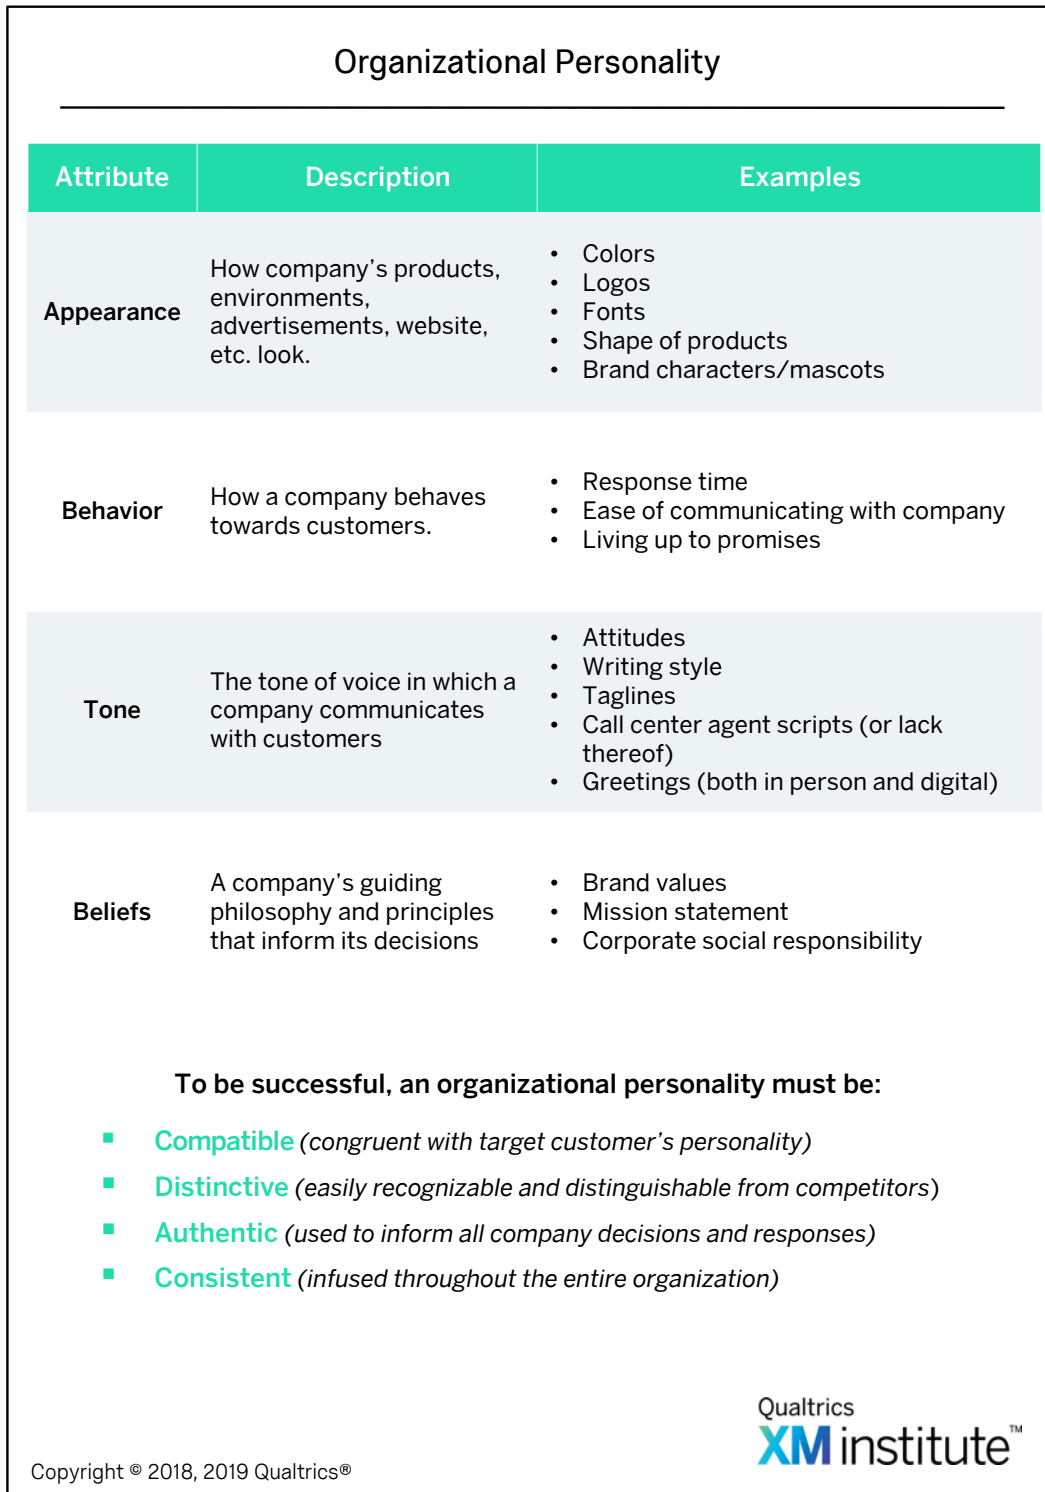 Organizational Personality
Attribute
Description
Examples
Appearance
How company's products,
environments,
advertisements, website,
etc. look.
• Colors
• Logos
• Fonts
• Shape of products
• Brand characters/mascots
Behavior
How a company behaves
towards customers.
• Response time
• Ease of communicating with company
• Living up to promises
Tone
The tone of voice in which a
company communicates
with customers
• Attitudes
• Writing style
• Taglines
• Call center agent scripts (or lack
thereof)
• Greetings (both in person and digital)
Beliefs
A company's guiding
philosophy and principles
that inform its decisions
• Brand values
• Mission statement
• Corporate social responsibility
To be successful, an organizational personality must be:
▪ Compatible (congruent with target customer's personality)
▪ Distinctive (easily recognizable and distinguishable from competitors)
▪ Authentic (used to inform all company decisions and responses)
▪ Consistent (infused throughout the entire organization)
Qualtrics
XM institute™
Copyright © 2018, 2019 Qualtrics®